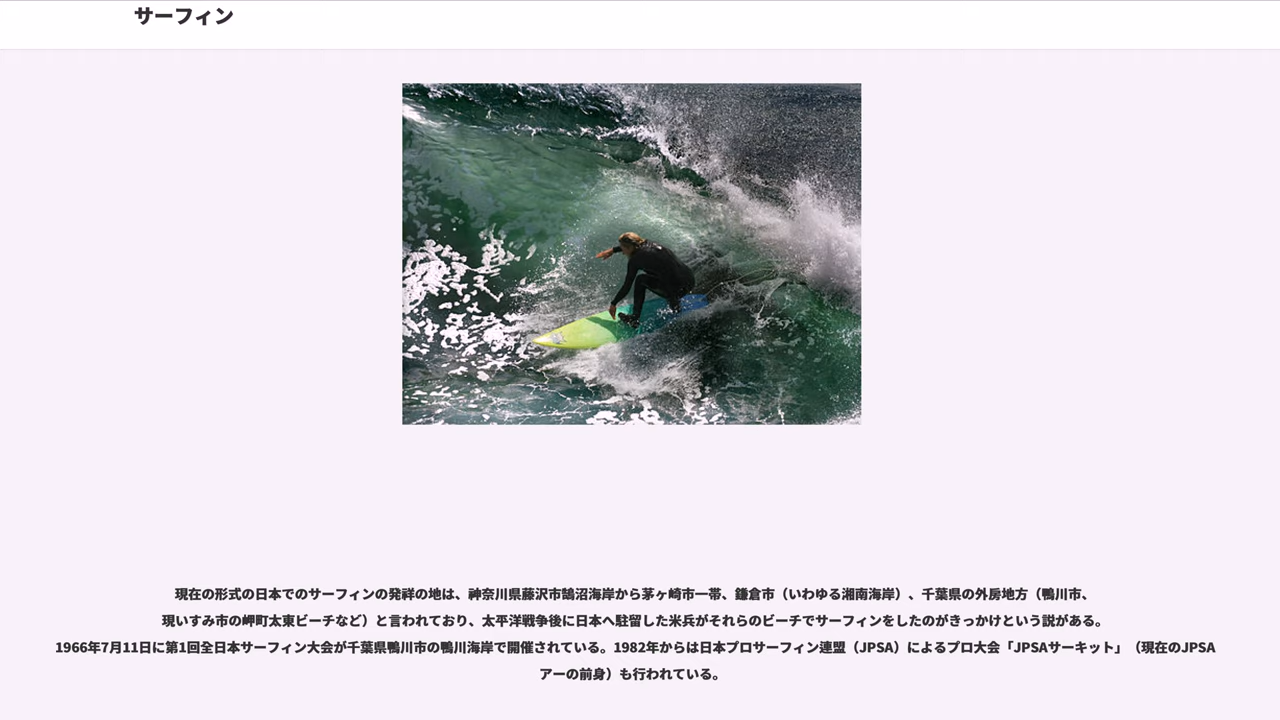 サーフィン
現在の形式の日本でのサーフィンの発祥の地は、神奈川県藤沢市鵠沼海岸から茅ヶ崎市一帯、鎌倉市（いわゆる湘南海岸）、千葉県の外房地方（鴨川市、
現いすみ市の岬町太東ビーチなど）と言われており、太平洋戦争後に日本へ駐留した米兵がそれらのビーチでサーフィンをしたのがきっかけという説がある。
1966年7月11日に第1回全日本サーフィン大会が千葉県鴨川市の鴨川海岸で開催されている。1982年からは日本プロサーフィン連盟（JPSA）によるプロ大会「JPSAサーキット」（現在のJPSA
アーの前身）も行われている。